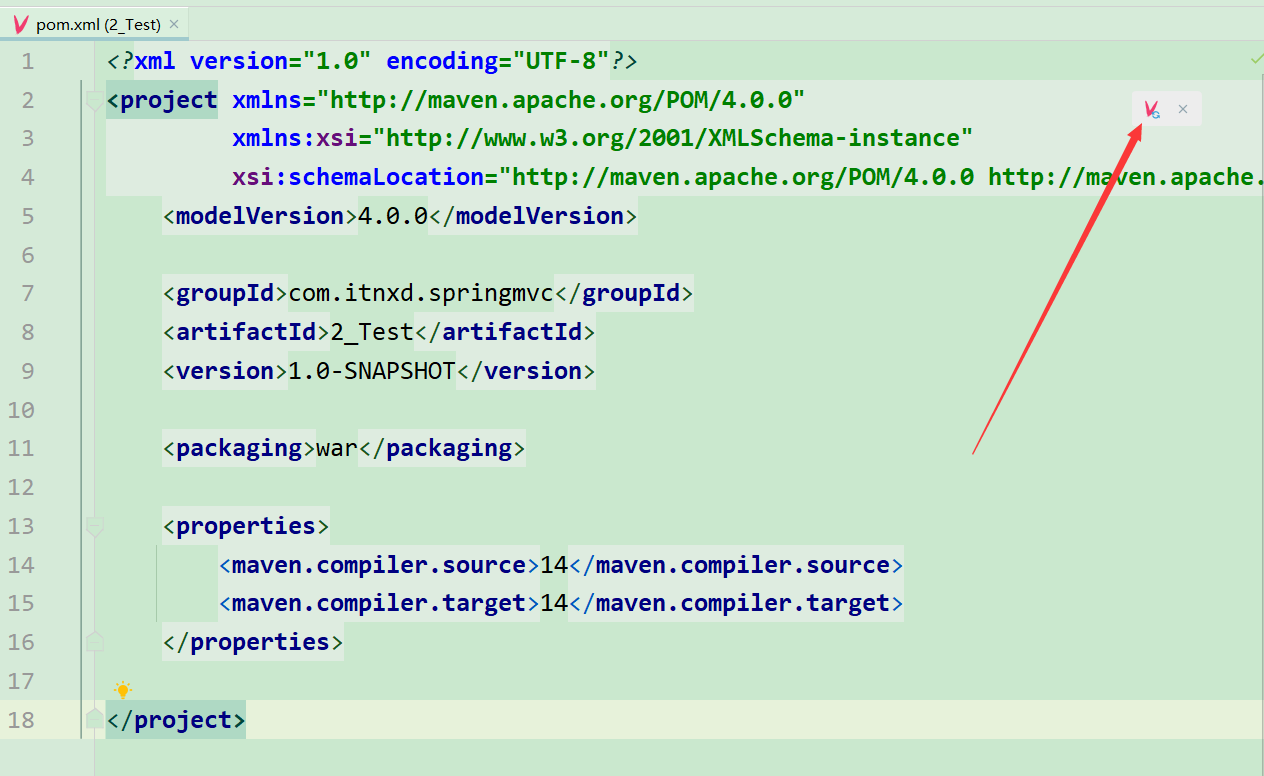 pom.xml (2_Test)
1 <?xml version="1.0" encoding="UTF-8"?>
2 <project xmlns="http://maven.apache.org/POM/4.0.0"
3 xmlns:xsi="http://www.w3.org/2001/XMLSchema-instance"
4 xsi:schemaLocation="http://maven.apache.org/POM/4.0.0 http://maven.apache.
5 <modelVersion>4.0.0</modelVersion>
6
7 <groupId>com.itnxd.springmvc</groupId>
8 <artifactId>2_Test</artifactId>
9 <version>1.0-SNAPSHOT</version>
10
11 <packaging>war</packaging>
12
13 <properties>
14 <maven.compiler.source>14</maven.compiler.source>
15 <maven.compiler.target>14</maven.compiler.target>
16 </properties>
17
18 </project>